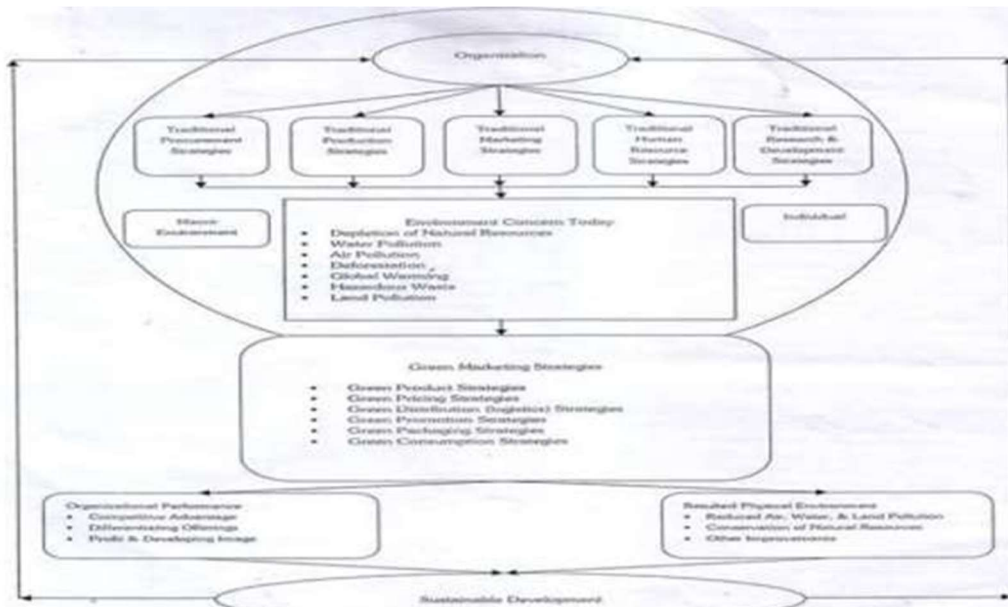 Organization
Traditional
Procurement
Strategies
Traditional
Production
Strategies
Traditional
Marketing
Strategies
Traditional
Human
Resource
Strategies
Traditional
Research &
Development
Strategies
Macro-
Environment
Individual
Environment Concern Today
• Depletion of Natural Resources
• Water Pollution
• Air Pollution
• Deforestation
• Global Warming
• Hazardous Waste
• Land Pollution
Green Marketing Strategies
• Green Product Strategies
• Green Pricing Strategies
• Green Distribution (logistics) Strategies
• Green Promotion Strategies
• Green Packaging Strategies
• Green Consumption Strategies
Organizational Performance
• Competitive Advantage
• Differentiating Offerings
• Profit & Developing Image
Resulted Physical Environment
• Reduced Air, Water, & Land Pollution
• Conservation of Natural Resources
• Other Improvements
Sustainable Development